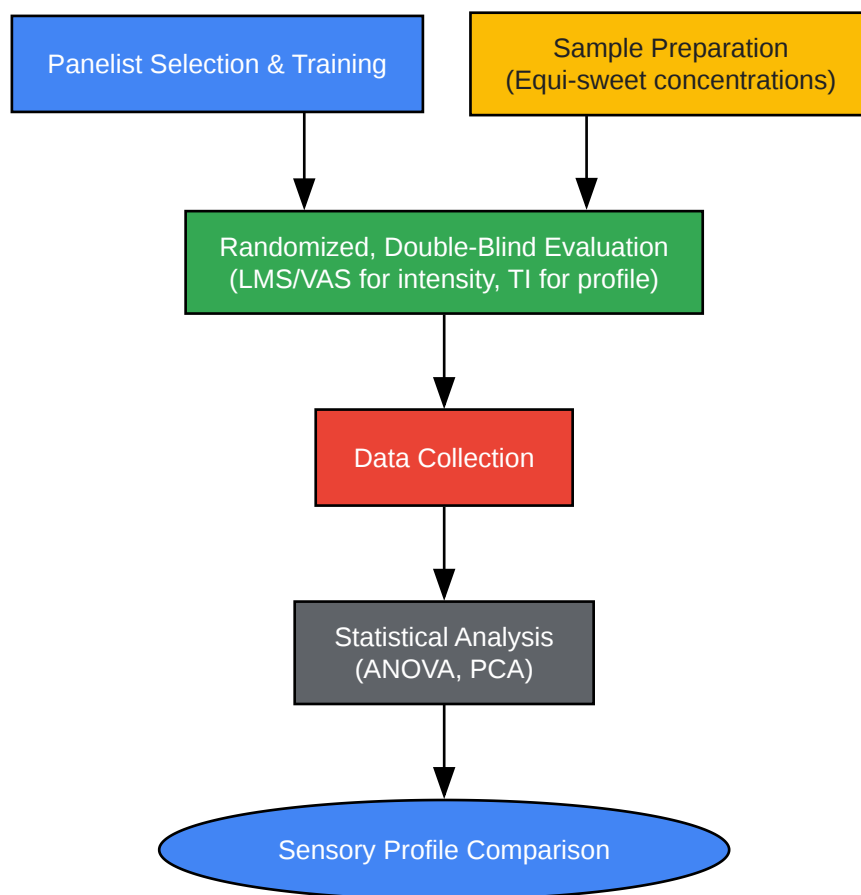 Panelist Selection & Training
Sample Preparation
(Equi-sweet concentrations)
Randomized, Double-Blind Evaluation
(LMS/VAS for intensity, TI for profile)
Data Collection
Statistical Analysis
(ANOVA, PCA)
Sensory Profile Comparison